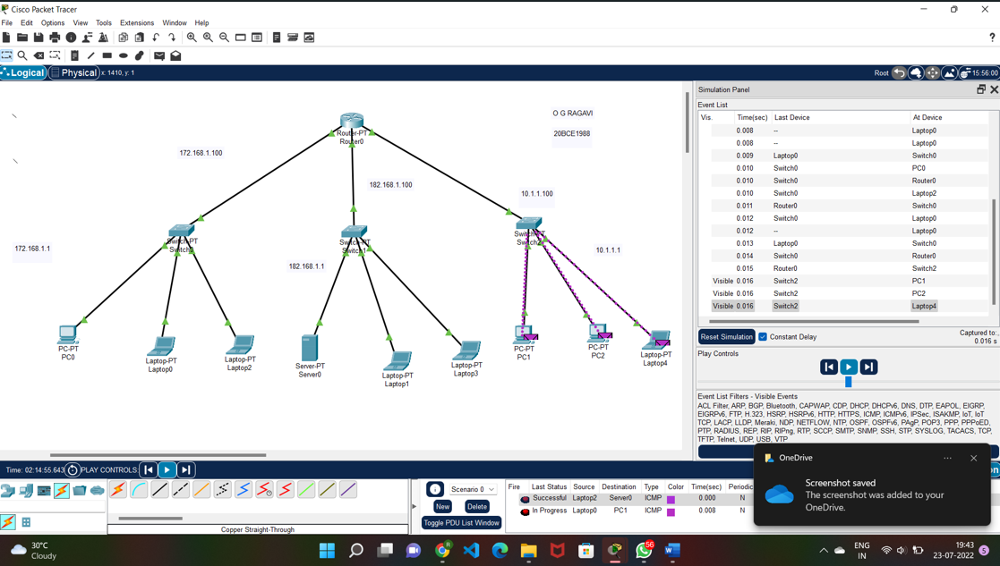 Cisco Packet Tracer
File Edit Options View Tools Extensions Window Help
?
Logical Physical x: 1410, y: 1 Root 15:56:00
O G RAGAVI
20BCE1988
Router-PT
Router0
172.168.1.100
182.168.1.100
10.1.1.100
Switch-PT
Switch0
Switch-PT
Switch1
Switch-PT
Switch2
172.168.1.1
182.168.1.1
10.1.1.1
PC-PT
PC0
Laptop-PT
Laptop0
Laptop-PT
Laptop2
Server-PT
Server0
Laptop-PT
Laptop1
Laptop-PT
Laptop3
PC-PT
PC1
PC-PT
PC2
Laptop-PT
Laptop4
Simulation Panel
Event List
Vis. Time(sec) Last Device At Device
0.008 -- Laptop0
0.008 -- Laptop0
0.009 Laptop0 Switch0
0.010 Switch0 PC0
0.010 Switch0 Router0
0.010 Switch0 Laptop2
0.011 Router0 Switch0
0.012 Switch0 Laptop0
0.012 -- Laptop0
0.013 Laptop0 Switch0
0.014 Switch0 Router0
0.015 Router0 Switch2
Visible 0.016 Switch2 PC1
Visible 0.016 Switch2 PC2
Visible 0.016 Switch2 Laptop4
Reset Simulation Constant Delay Captured to:
0.016 s
Play Controls
Event List Filters - Visible Events
ACL Filter, ARP, BGP, Bluetooth, CAPWAP, CDP, DHCP, DHCPv6, DNS, DTP, EAPOL, EIGRP,
EIGRPv6, FTP, H.323, HSRP, HSRPv6, HTTP, HTTPS, ICMP, ICMPv6, IPSec, ISAKMP, IoT, IoT
TCP, LACP, LLDP, Meraki, NDP, NETFLOW, NTP, OSPF, OSPFv6, PAgP, POP3, PPP, PPPoED,
PTP, RADIUS, REP, RIP, RIPng, RTP, SCCP, SMTP, SNMP, SSH, STP, SYSLOG, TACACS, TCP,
TFTP, Telnet, UDP, USB, VTP
Time: 02:14:55.643 PLAY CONTROLS:
Copper Straight-Through
Scenario 0
New Delete
Toggle PDU List Window
Fire Last Status Source Destination Type Color Time(sec) Periodic
Successful Laptop2 Server0 ICMP 0.000 N
In Progress Laptop0 PC1 ICMP 0.008 N
OneDrive
Screenshot saved
The screenshot was added to your
OneDrive.
30°C
Cloudy
R
56
ENG
IN
19:43
23-07-2022
5